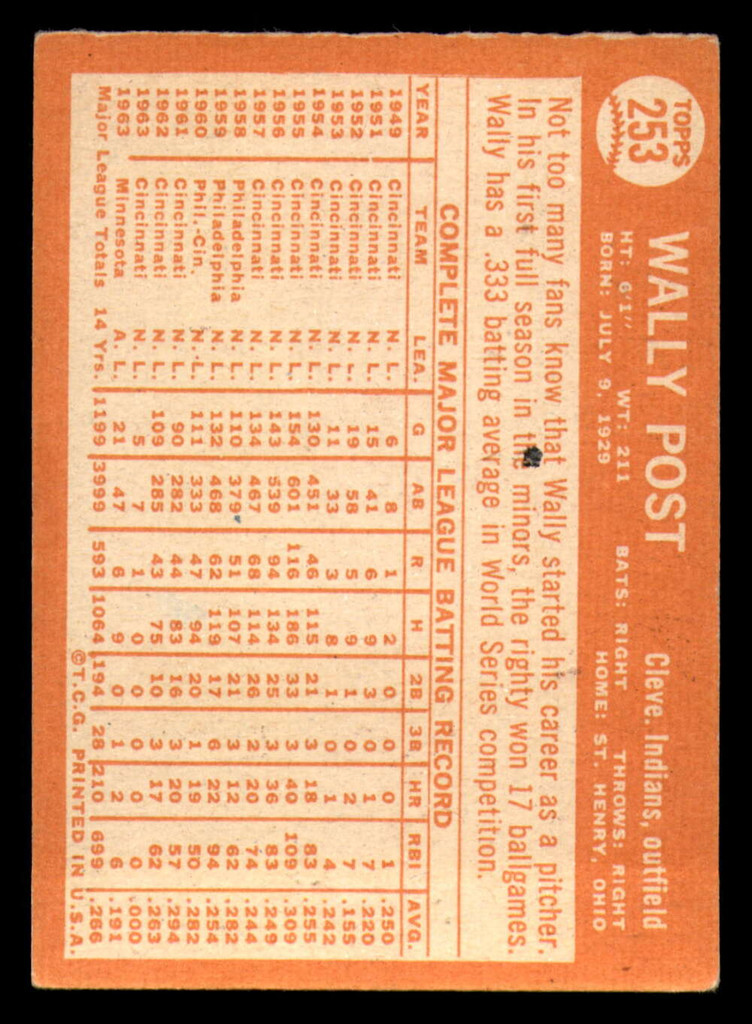 TOPPS
253
WALLY POST
Cleve. Indians, outfield
HT: 6'1" WT: 211 BATS: RIGHT THROWS: RIGHT
BORN: JULY 9, 1929 HOME: ST. HENRY, OHIO
Not too many fans know that Wally started his career as a pitcher.
In his first full season in the minors, the righty won 17 ballgames.
Wally has a .333 batting average in World Series competition.
COMPLETE MAJOR LEAGUE BATTING RECORD
YEAR TEAM LEA. G AB R H 2B 3B HR RBI AVG.
1949 Cincinnati N. L. 6 8 1 2 0 0 0 1 .250
1951 Cincinnati N. L. 15 41 6 9 3 0 1 7 .220
1952 Cincinnati N. L. 19 58 5 9 1 0 2 7 .155
1953 Cincinnati N. L. 11 33 3 8 1 0 1 4 .242
1954 Cincinnati N. L. 130 451 46 115 21 3 18 83 .255
1955 Cincinnati N. L. 154 601 116 186 33 3 40 109 .309
1956 Cincinnati N. L. 143 539 94 134 25 3 36 83 .249
1957 Cincinnati N. L. 134 467 68 114 26 2 20 74 .244
1958 Philadelphia N. L. 110 379 51 107 21 3 12 62 .282
1959 Philadelphia N. L. 132 468 62 119 17 6 22 94 .254
1960 Phil.-Cin. N. L. 111 333 47 94 20 1 19 50 .282
1961 Cincinnati N. L. 90 282 44 83 16 3 20 57 .294
1962 Cincinnati N. L. 109 285 43 75 10 3 17 62 .263
1963 Cincinnati N. L. 5 7 1 0 0 0 0 0 .000
1963 Minnesota A. L. 21 47 6 9 0 1 2 6 .191
Major League Totals 14 Yrs. 1199 3999 593 1064 194 28 210 699 .266
©T.C.G. PRINTED IN U.S.A.